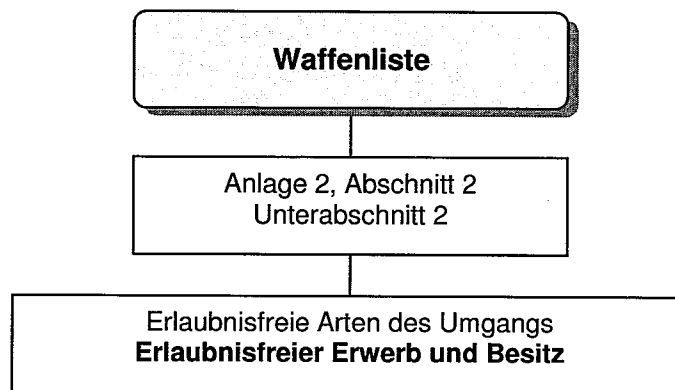 Waffenliste
Anlage 2, Abschnitt 2
Unterabschnitt 2
Erlaubnisfreie Arten des Umgangs
Erlaubnisfreier Erwerb und Besitz